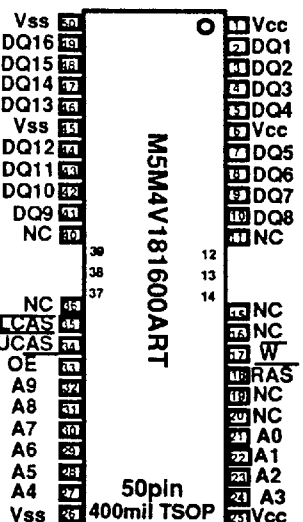 Vss 50 1 Vcc
DQ16 49 2 DQ1
DQ15 48 3 DQ2
DQ14 47 4 DQ3
DQ13 46 5 DQ4
Vss 45 6 Vcc
DQ12 44 7 DQ5
DQ11 43 8 DQ6
DQ10 42 9 DQ7
DQ9 41 10 DQ8
NC 40 11 NC
39 12
38 13
37 14
M5M4V181600ART
NC 36 15 NC
LCAS 35 16 NC
UCAS 34 17 W
OE 33 18 RAS
A9 32 19 NC
A8 31 20 NC
A7 30 21 A0
A6 29 22 A1
A5 28 23 A2
A4 27 24 A3
Vss 26 25 Vcc
50pin
400mil TSOP